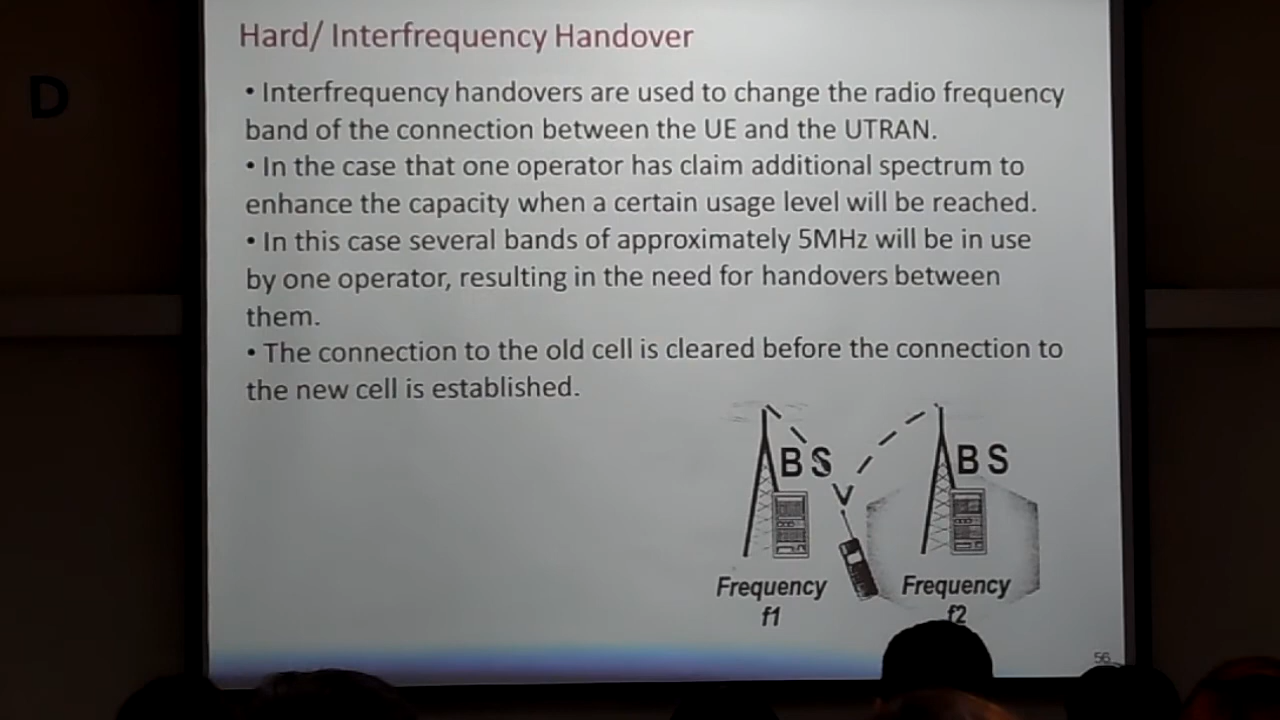 D
Hard/ Interfrequency Handover
• Interfrequency handovers are used to change the radio frequency
band of the connection between the UE and the UTRAN.
• In the case that one operator has claim additional spectrum to
enhance the capacity when a certain usage level will be reached.
• In this case several bands of approximately 5MHz will be in use
by one operator, resulting in the need for handovers between
them.
• The connection to the old cell is cleared before the connection to
the new cell is established.
BS BS
Frequency Frequency
f1 f2
56